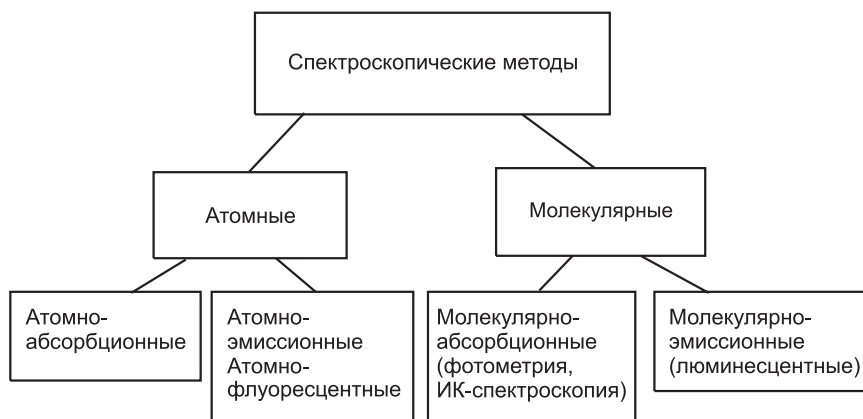 Спектроскопические методы
Атомные
Молекулярные
Атомно-
абсорбционные
Атомно-
эмиссионные
Атомно-
флуоресцентные
Молекулярно-
абсорбционные
(фотометрия,
ИК-спектроскопия)
Молекулярно-
эмиссионные
(люминесцентные)